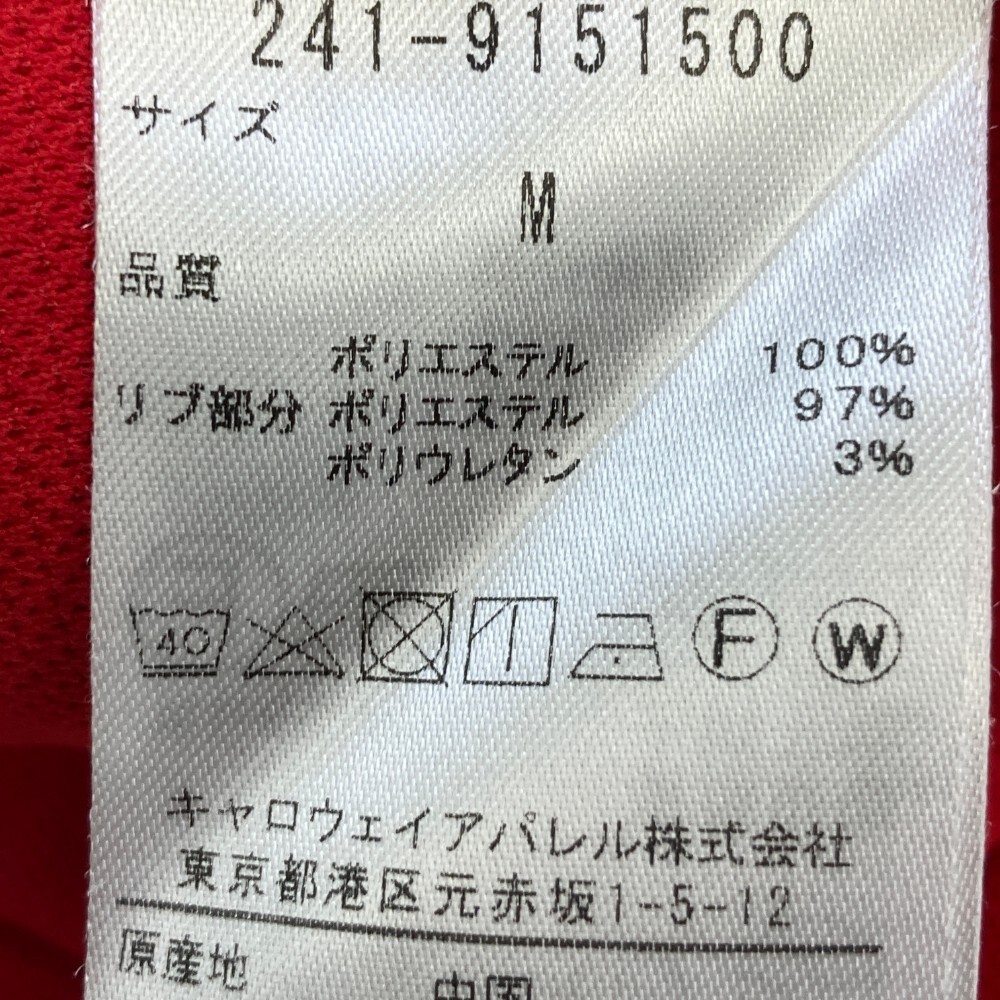 241-9151500
サイズ
M
品質
ポリエステル 100%
リブ部分 ポリエステル 97%
ポリウレタン 3%
40 F W
キャロウェイアパレル株式会社
東京都港区元赤坂1-5-12
原産地
中国